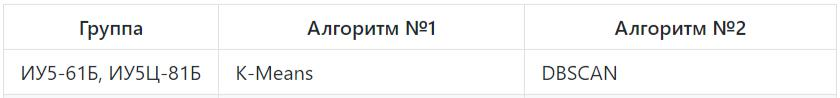 Группа Алгоритм №1 Алгоритм №2
ИУ5-61Б, ИУ5Ц-81Б K-Means DBSCAN